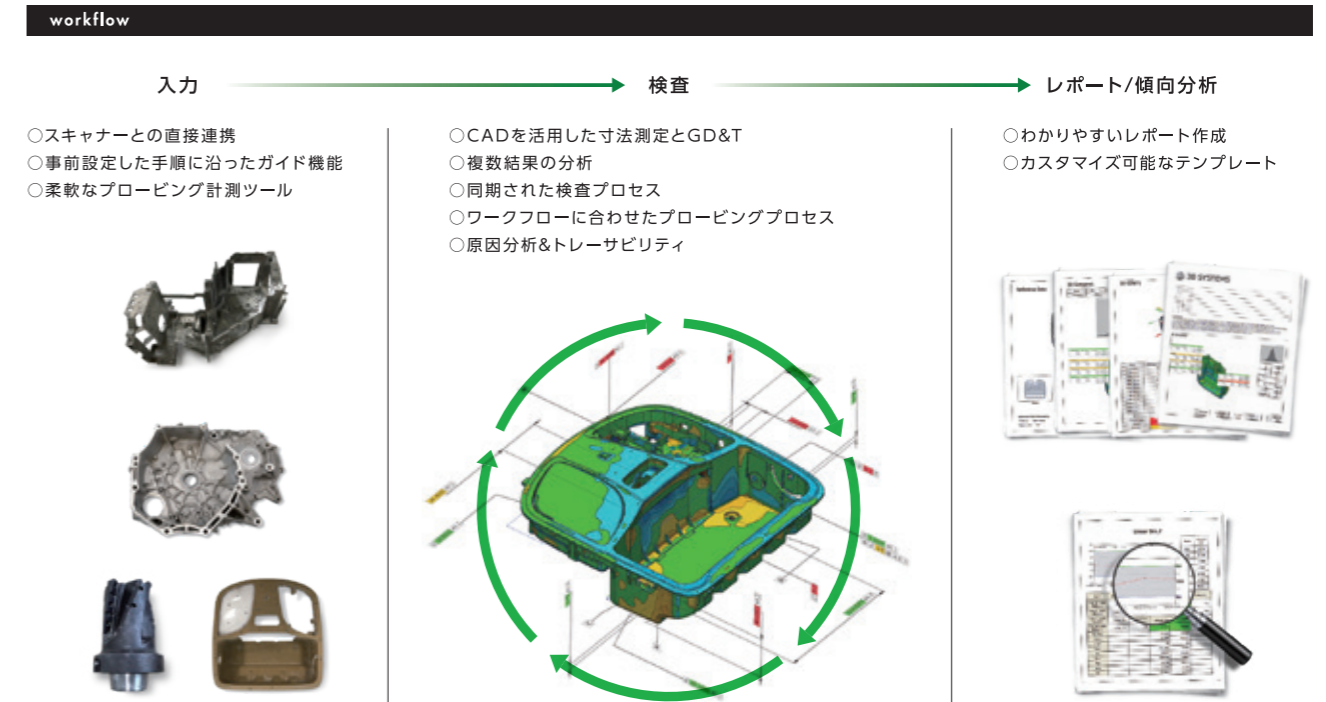 workflow
入力
検査
レポート/傾向分析
○スキャナーとの直接連携
○事前設定した手順に沿ったガイド機能
○柔軟なプロービング計測ツール
○CADを活用した寸法測定とGD&T
○複数結果の分析
○同期された検査プロセス
○ワークフローに合わせたプロービングプロセス
○原因分析&トレーサビリティ
○わかりやすいレポート作成
○カスタマイズ可能なテンプレート
3D SYSTEMS